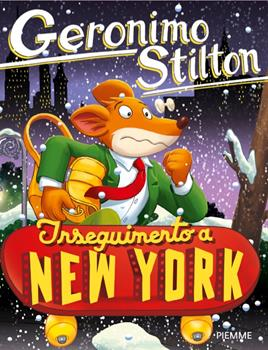 Geronimo
Stilton
Inseguimento a
NEW YORK
PIEMME